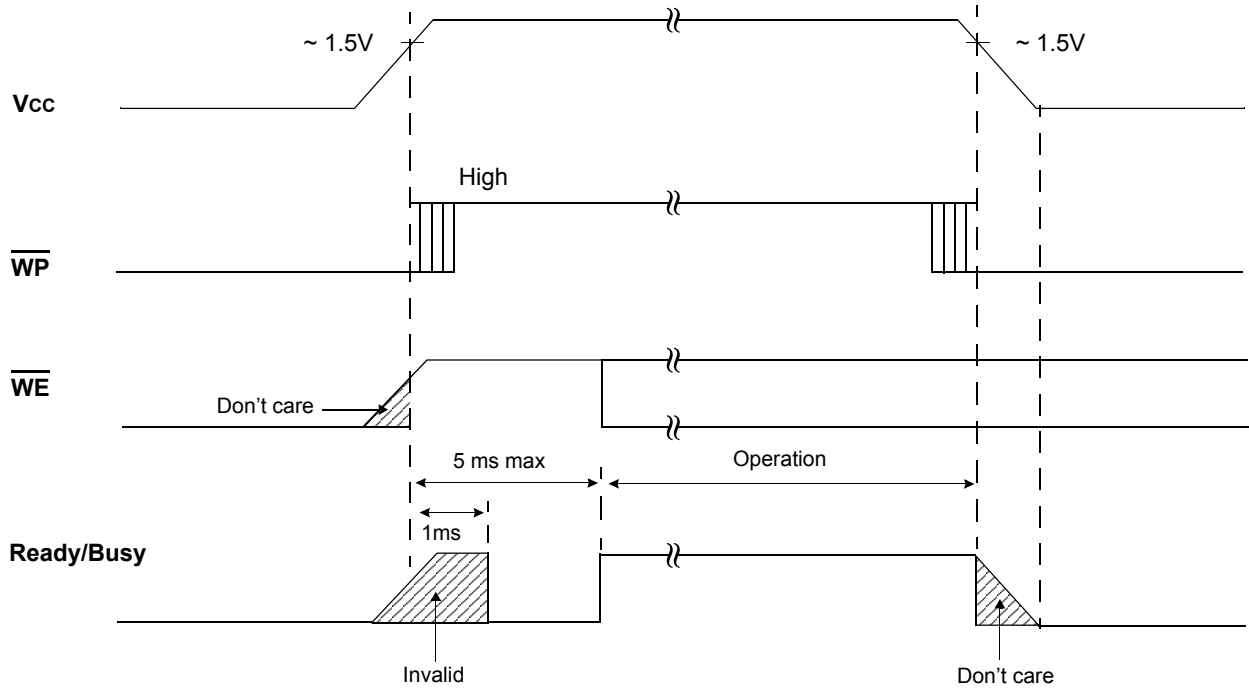 ~ 1.5V
~ 1.5V
Vcc
High
WP
WE
Don't care
5 ms max
Operation
1ms
Ready/Busy
Invalid
Don't care